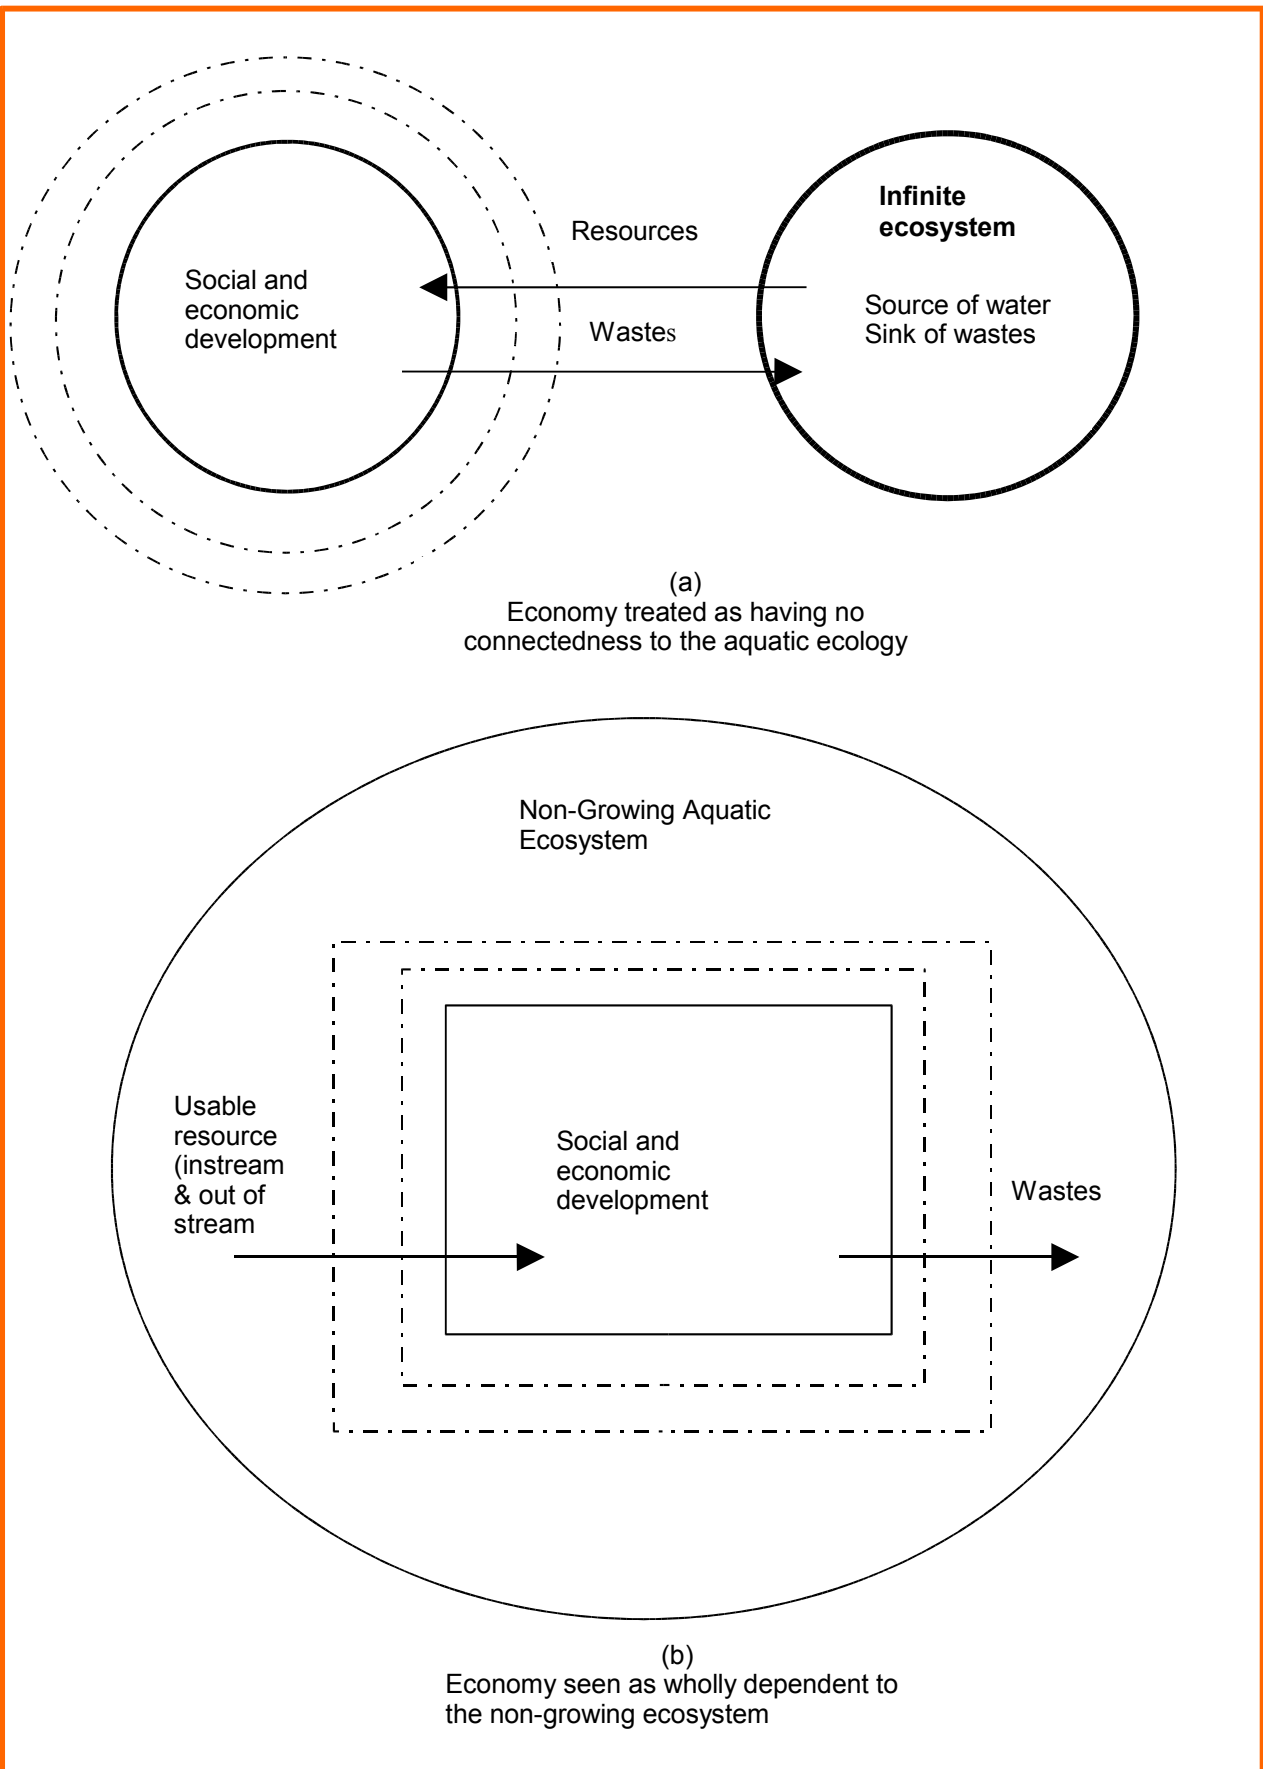 Social and
economic
development
Resources
Wastes
Infinite
ecosystem
Source of water
Sink of wastes
(a)
Economy treated as having no
connectedness to the aquatic ecology
Non-Growing Aquatic
Ecosystem
Usable
resource
(instream
& out of
stream
Social and
economic
development
Wastes
(b)
Economy seen as wholly dependent to
the non-growing ecosystem